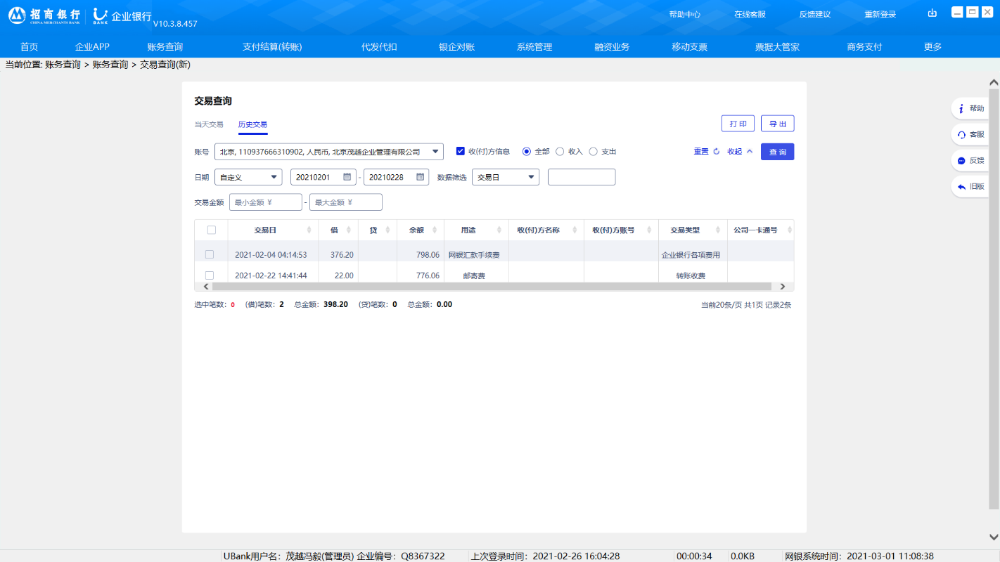 招商银行 CHINA MERCHANTS BANK U BANK 企业银行 V10.3.8.457 帮助中心 在线客服 反馈建议 重新登录
首页 企业APP 账务查询 支付结算(转账) 代发代扣 银企对账 系统管理 融资业务 移动支票 票据大管家 商务支付 更多
当前位置: 账务查询 > 账务查询 > 交易查询(新)
交易查询
当天交易 历史交易 打印 导出
账号 北京, 110937666310902, 人民币, 北京茂越企业管理有限公司 收(付)方信息 全部 收入 支出 重置 收起 查询
日期 自定义 20210201 - 20210228 数据筛选 交易日
交易金额 最小金额 ¥ - 最大金额 ¥
交易日 借 贷 余额 用途 收(付)方名称 收(付)方账号 交易类型 公司一卡通号
2021-02-04 04:14:53 376.20 798.06 网银汇款手续费 企业银行各项费用
2021-02-22 14:41:44 22.00 776.06 邮寄费 转账收费
选中笔数: 0 (借)笔数: 2 总金额: 398.20 (贷)笔数: 0 总金额: 0.00 当前20条/页 共1页 记录2条
帮助
客服
反馈
旧版
UBank用户名: 茂越冯毅(管理员) 企业编号: Q8367322 上次登录时间: 2021-02-26 16:04:28 00:00:34 0.0KB 网银系统时间: 2021-03-01 11:08:38